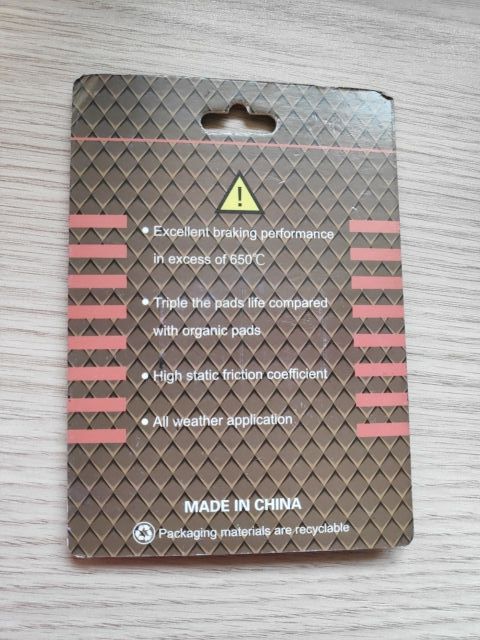 • Excellent braking performance
in excess of 650℃
• Triple the pads life compared
with organic pads
• High static friction coefficient
• All weather application
MADE IN CHINA
Packaging materials are recyclable